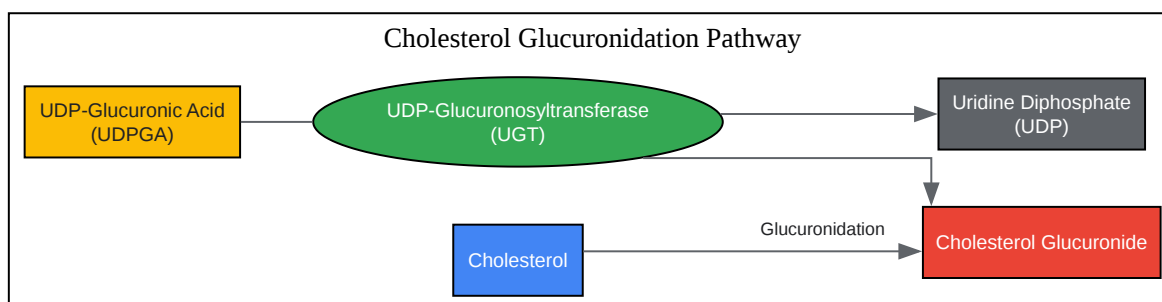 Cholesterol Glucuronidation Pathway
UDP-Glucuronic Acid
(UDPGA)
UDP-Glucuronosyltransferase
(UGT)
Uridine Diphosphate
(UDP)
Cholesterol
Glucuronidation
Cholesterol Glucuronide